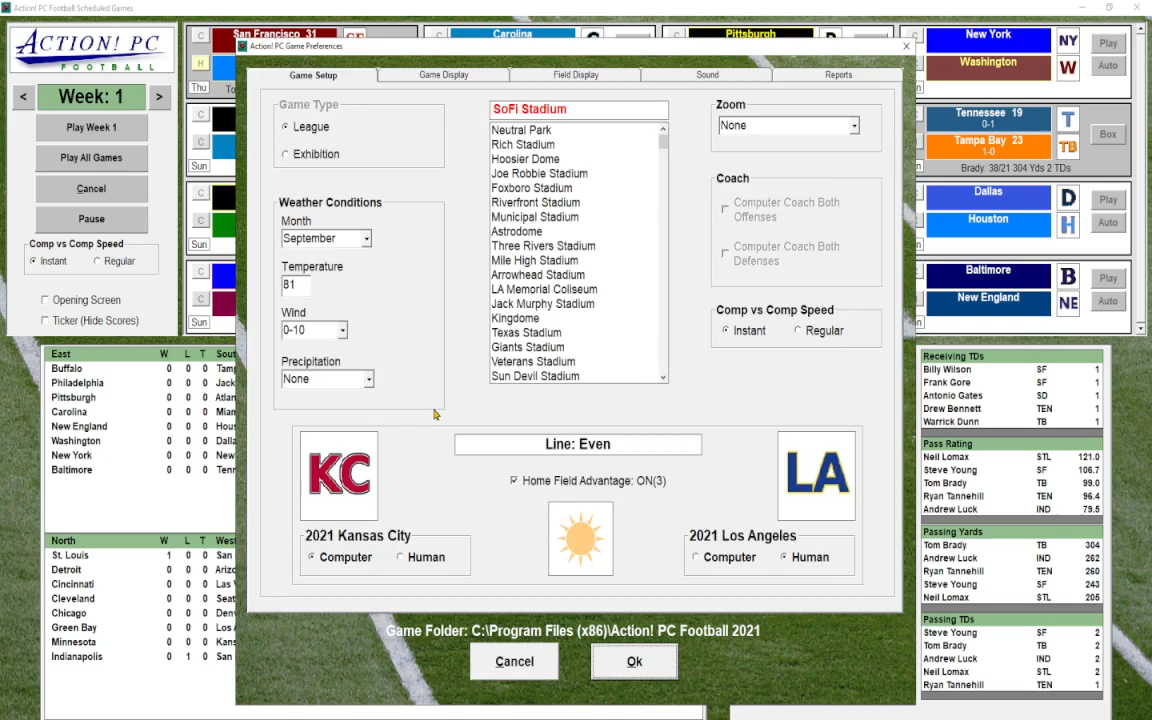 Action! PC Football Scheduled Games
ACTION! PC
FOOTBALL
< Week: 1 >
Play Week 1
Play All Games
Cancel
Pause
Comp vs Comp Speed
Instant Regular
Opening Screen
Ticker (Hide Scores)
San Francisco 31
Carolina
Pittsburgh
New York
NY
Play
Washington
W
Auto
C
H
Thu
C
C
Sun
C
C
Sun
C
C
Sun
Tennessee 19
0-1
T
Tampa Bay 23
1-0
TB
Box
Brady: 38/21 304 Yds 2 TDs
Dallas
D
Play
Houston
H
Auto
Baltimore
B
Play
New England
NE
Auto
Action! PC Game Preferences
Game Setup Game Display Field Display Sound Reports
Game Type
League
Exhibition
Weather Conditions
Month
September
Temperature
81
Wind
0-10
Precipitation
None
SoFi Stadium
Neutral Park
Rich Stadium
Hoosier Dome
Joe Robbie Stadium
Foxboro Stadium
Riverfront Stadium
Municipal Stadium
Astrodome
Three Rivers Stadium
Mile High Stadium
Arrowhead Stadium
LA Memorial Coliseum
Jack Murphy Stadium
Kingdome
Texas Stadium
Giants Stadium
Veterans Stadium
Sun Devil Stadium
Zoom
None
Coach
Computer Coach Both
Offenses
Computer Coach Both
Defenses
Comp vs Comp Speed
Instant Regular
KC
Line: Even
Home Field Advantage: ON(3)
LA
2021 Kansas City
Computer Human
2021 Los Angeles
Computer Human
Game Folder: C:\Program Files (x86)\Action! PC Football 2021
Cancel
Ok
East W L T Sout
Buffalo 0 0 0 Tamp
Philadelphia 0 0 0 Jack
Pittsburgh 0 0 0 Atlan
Carolina 0 0 0 Miam
New England 0 0 0 Hou
Washington 0 0 0 Dalla
New York 0 0 0 New
Baltimore 0 0 0 Tenn
North W L T West
St. Louis 1 0 0 San
Detroit 0 0 0 Arizo
Cincinnati 0 0 0 Las
Cleveland 0 0 0 Seat
Chicago 0 0 0 Denv
Green Bay 0 0 0 Los
Minnesota 0 0 0 Kans
Indianapolis 0 1 0 San
Receiving TDs
Billy Wilson SF 1
Frank Gore SF 1
Antonio Gates SD 1
Drew Bennett TEN 1
Warrick Dunn TB 1
Pass Rating
Neil Lomax STL 121.0
Steve Young SF 106.7
Tom Brady TB 99.0
Ryan Tannehill TEN 96.4
Andrew Luck IND 79.5
Passing Yards
Tom Brady TB 304
Andrew Luck IND 262
Ryan Tannehill TEN 260
Steve Young SF 243
Neil Lomax STL 205
Passing TDs
Steve Young SF 2
Tom Brady TB 2
Andrew Luck IND 2
Neil Lomax STL 2
Ryan Tannehill TEN 1